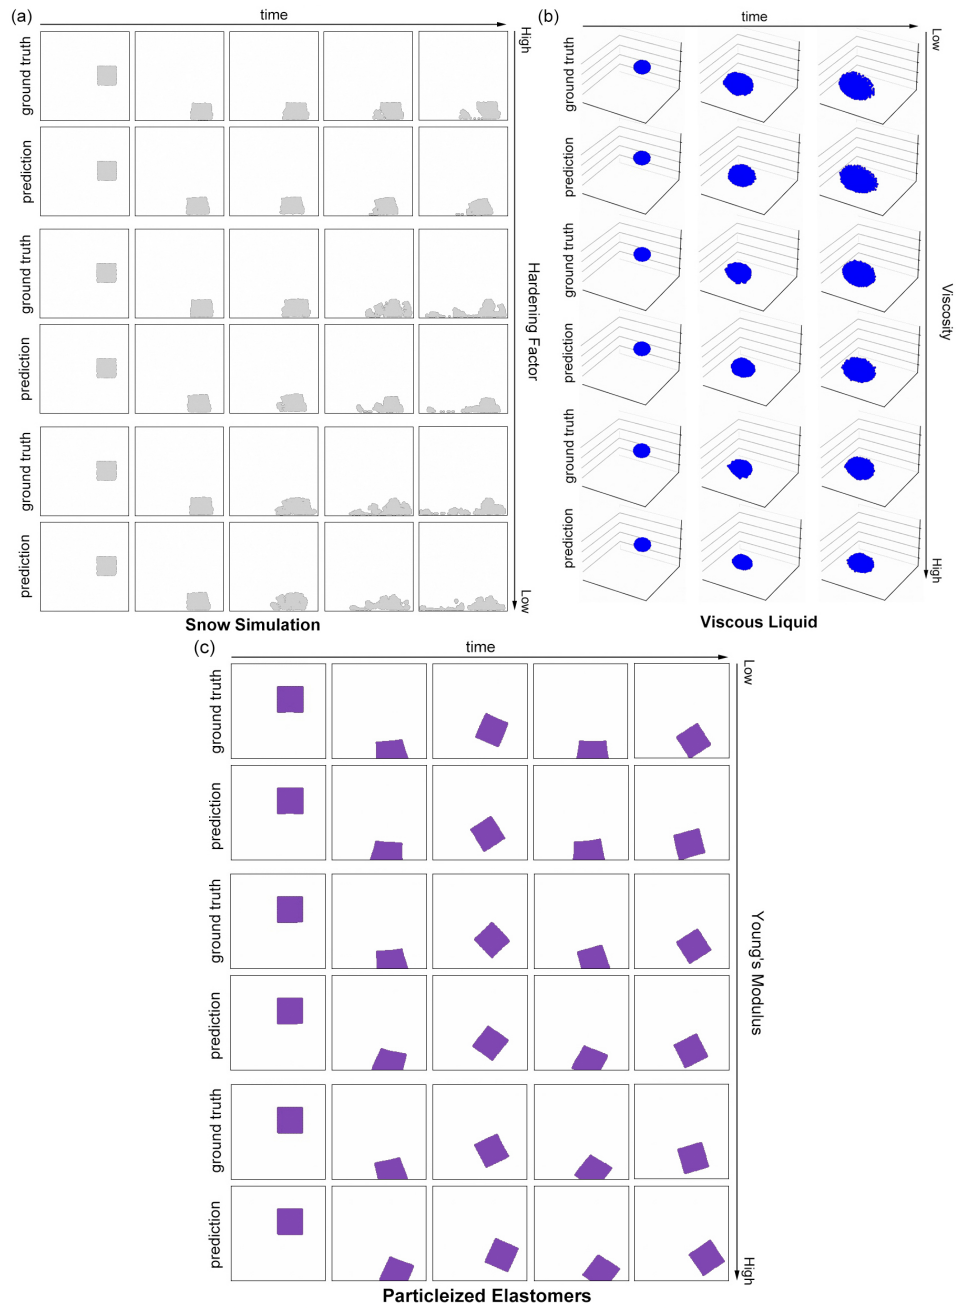 (a)
time
High
ground truth
prediction
ground truth
prediction
ground truth
prediction
Hardening Factor
Low
Snow Simulation
(b)
time
Low
ground truth
prediction
ground truth
prediction
ground truth
prediction
Viscosity
High
Viscous Liquid
(c)
time
Low
ground truth
prediction
ground truth
prediction
ground truth
prediction
Young's Modulus
High
Particleized Elastomers